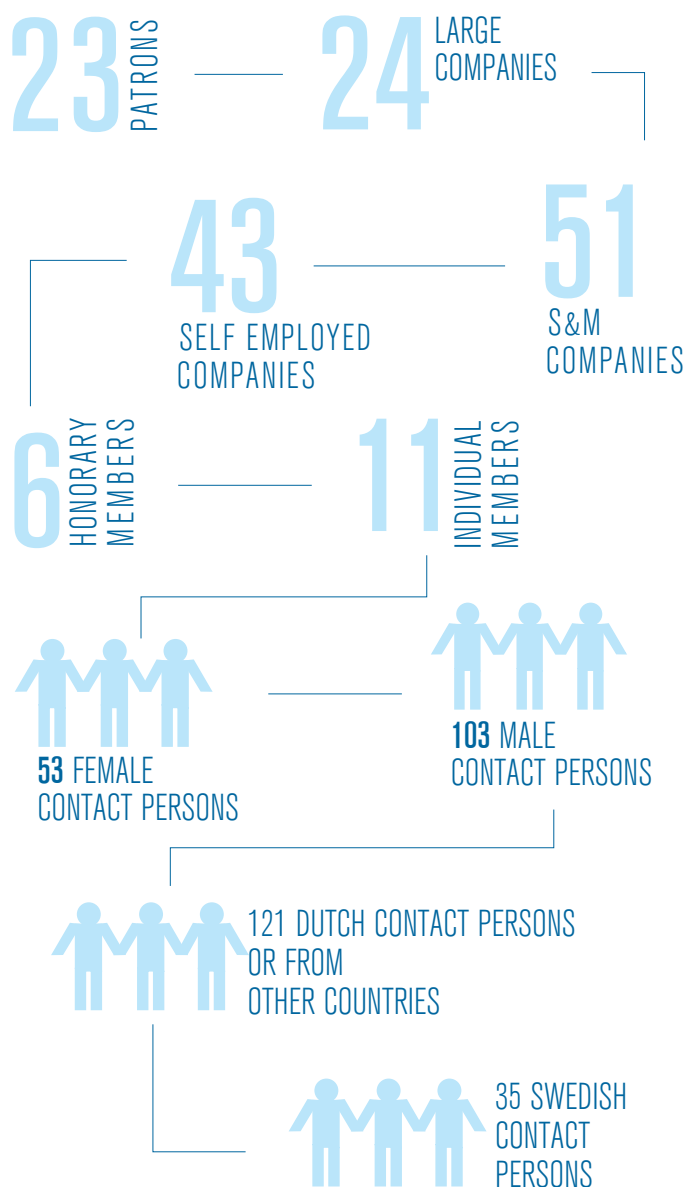 23 PATRONS
24 LARGE
COMPANIES
43
SELF EMPLOYED
COMPANIES
51
S&M
COMPANIES
6 HONORARY
MEMBERS
11 INDIVIDUAL
MEMBERS
53 FEMALE
CONTACT PERSONS
103 MALE
CONTACT PERSONS
121 DUTCH CONTACT PERSONS
OR FROM
OTHER COUNTRIES
35 SWEDISH
CONTACT
PERSONS